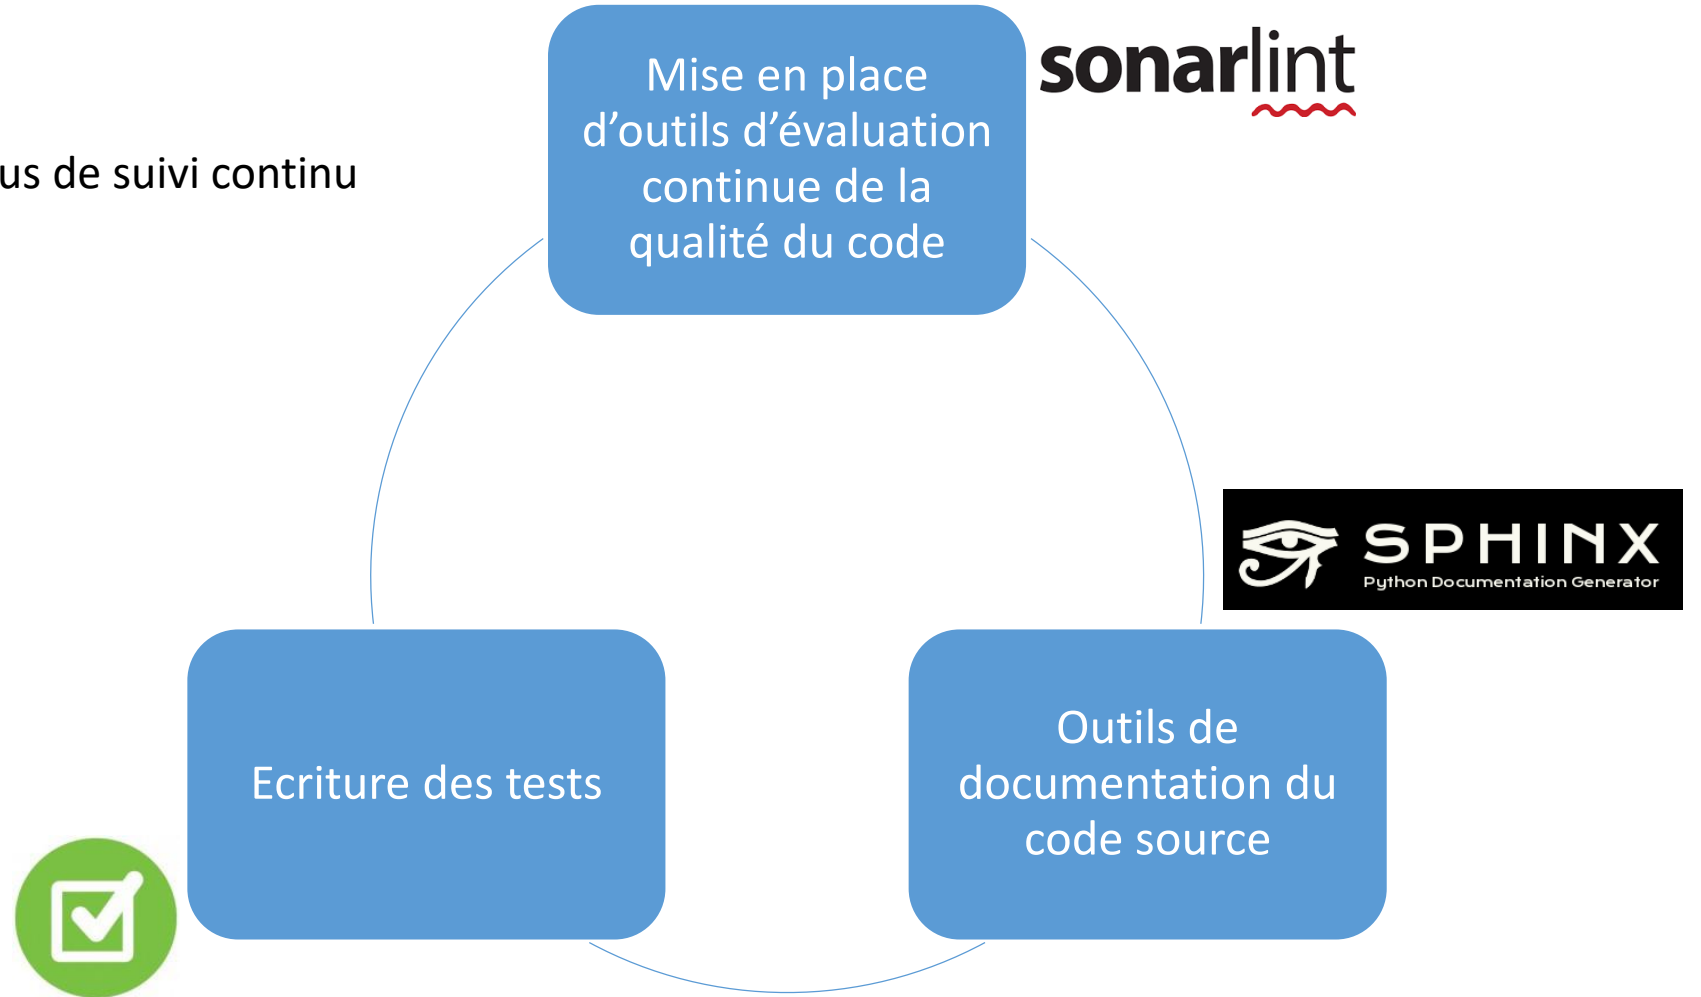 Mise en place
d’outils d’évaluation
continue de la
qualité du code
sonarlint
us de suivi continu
SPHINX
Python Documentation Generator
Ecriture des tests
Outils de
documentation du
code source